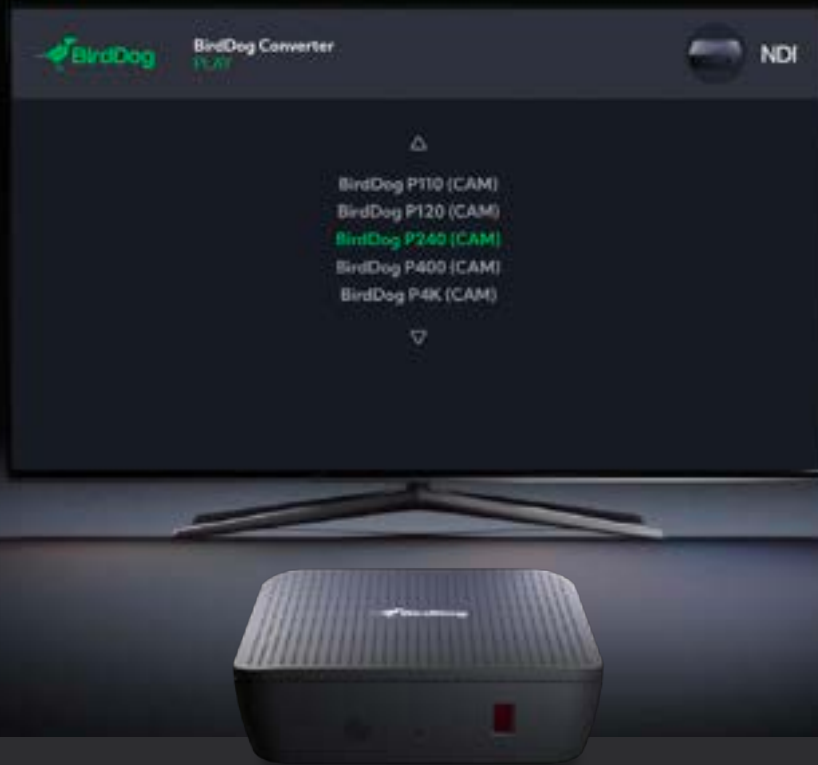 BirdDog
BirdDog Converter
PLAY
NDI
BirdDog P110 (CAM)
BirdDog P120 (CAM)
BirdDog P240 (CAM)
BirdDog P400 (CAM)
BirdDog P4K (CAM)
BirdDog